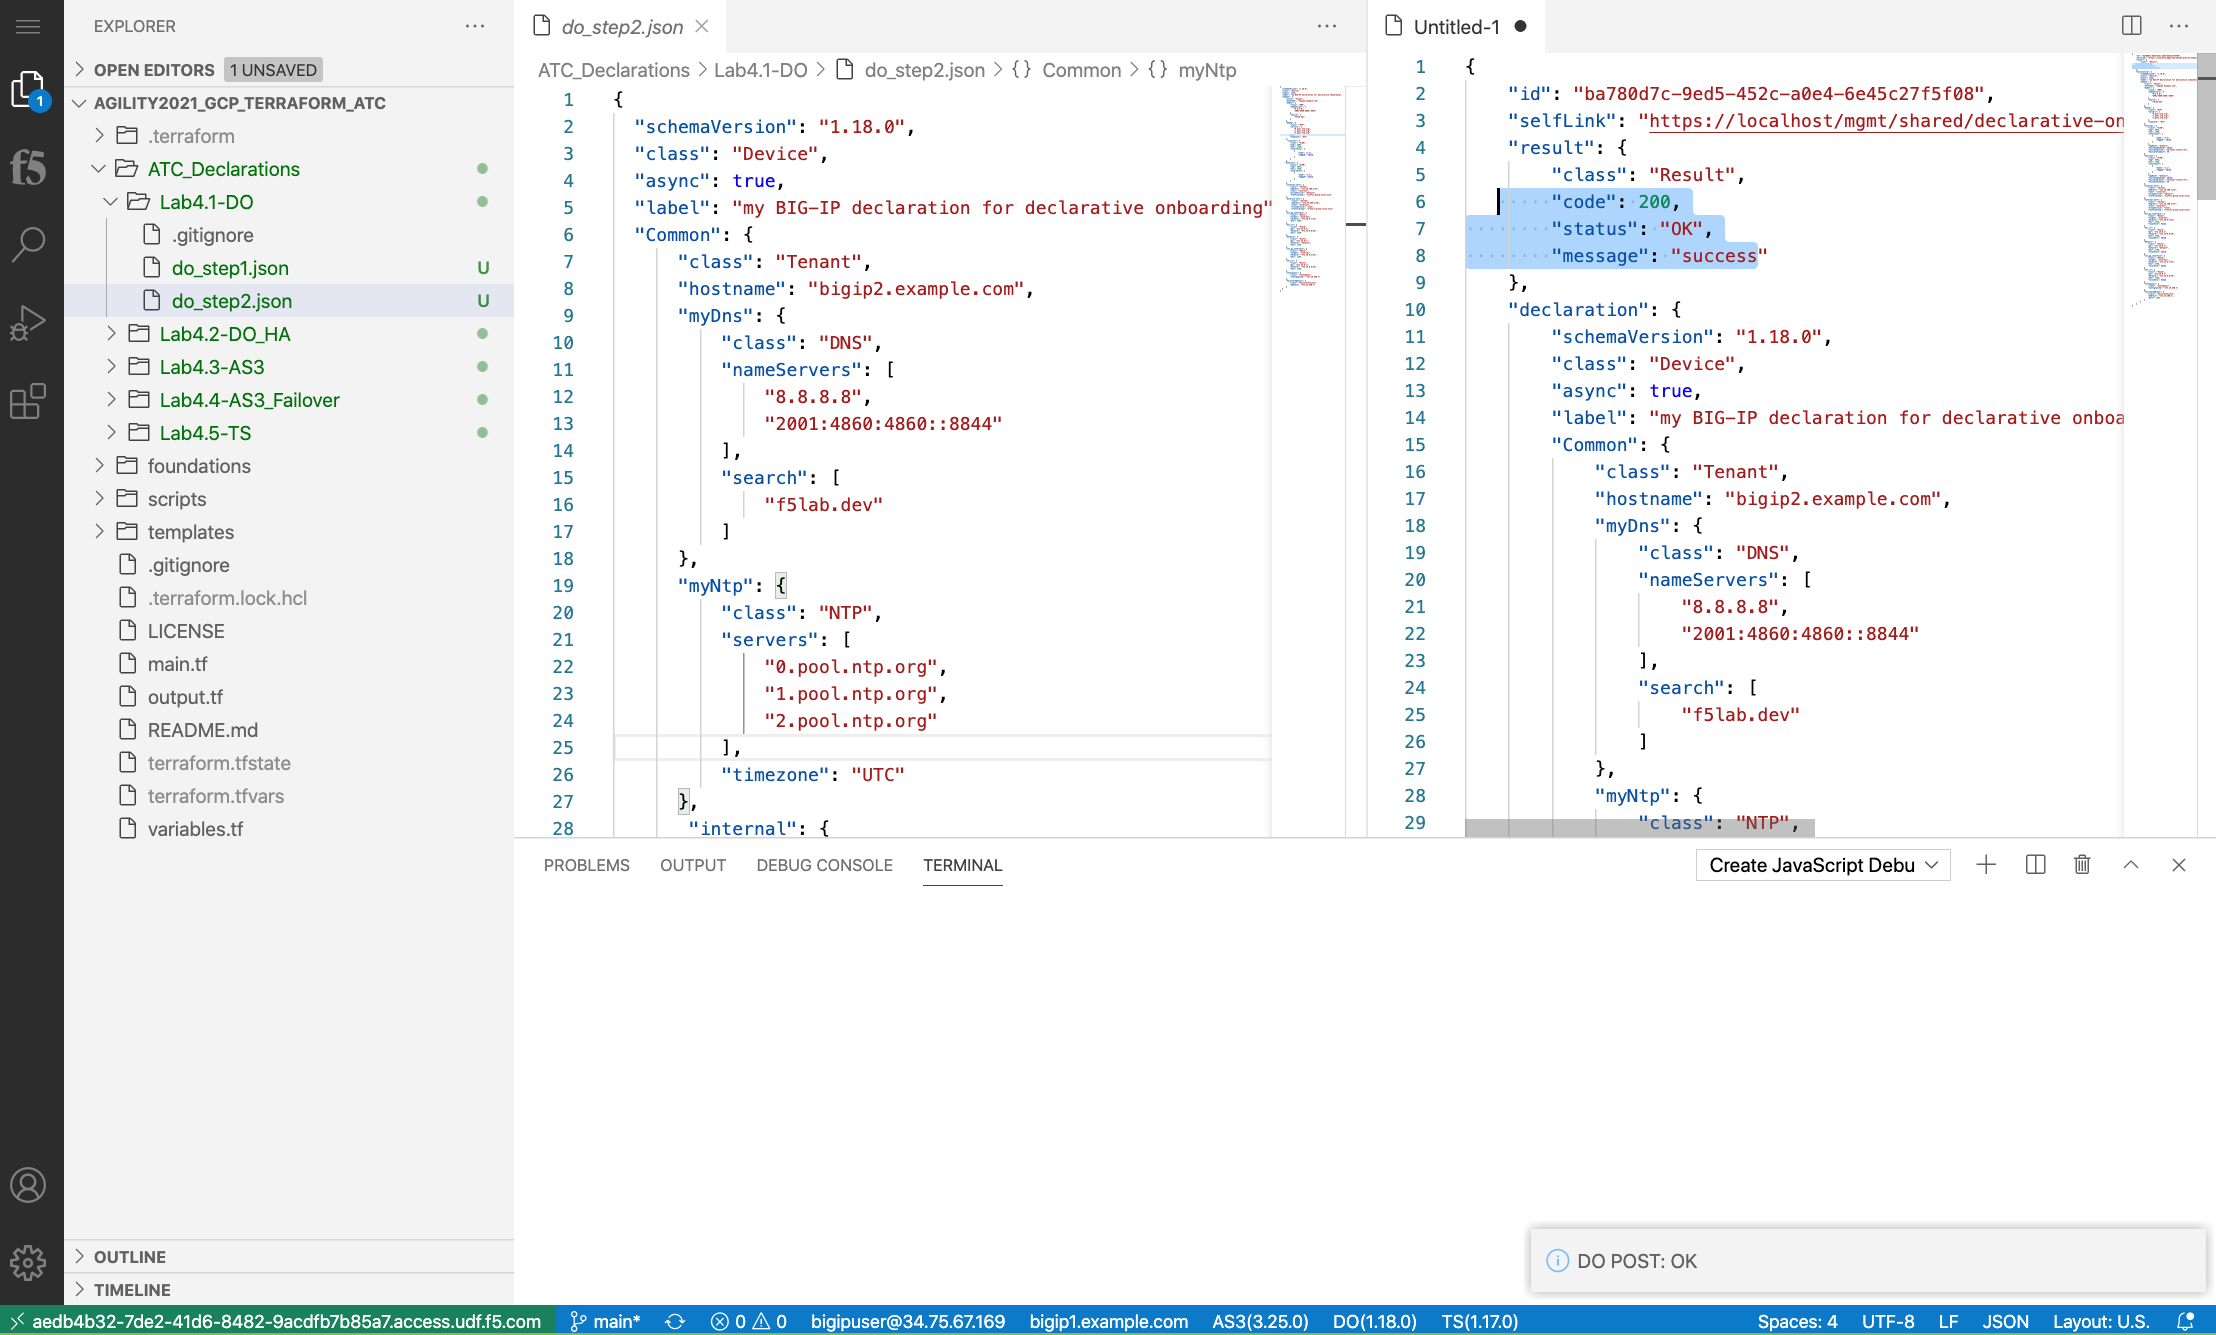 EXPLORER
OPEN EDITORS 1 UNSAVED
AGILITY2021_GCP_TERRAFORM_ATC
.terraform
ATC_Declarations
Lab4.1-DO
.gitignore
do_step1.json U
do_step2.json U
Lab4.2-DO_HA
Lab4.3-AS3
Lab4.4-AS3_Failover
Lab4.5-TS
foundations
scripts
templates
.gitignore
.terraform.lock.hcl
LICENSE
main.tf
output.tf
README.md
terraform.tfstate
terraform.tfvars
variables.tf
OUTLINE
TIMELINE
1
f5
do_step2.json
ATC_Declarations > Lab4.1-DO > do_step2.json > {} Common > {} myNtp
1 {
2 "schemaVersion": "1.18.0",
3 "class": "Device",
4 "async": true,
5 "label": "my BIG-IP declaration for declarative onboarding"
6 "Common": {
7 "class": "Tenant",
8 "hostname": "bigip2.example.com",
9 "myDns": {
10 "class": "DNS",
11 "nameServers": [
12 "8.8.8.8",
13 "2001:4860:4860::8844"
14 ],
15 "search": [
16 "f5lab.dev"
17 ]
18 },
19 "myNtp": {
20 "class": "NTP",
21 "servers": [
22 "0.pool.ntp.org",
23 "1.pool.ntp.org",
24 "2.pool.ntp.org"
25 ],
26 "timezone": "UTC"
27 },
28 "internal": {
Untitled-1
1 {
2 "id": "ba780d7c-9ed5-452c-a0e4-6e45c27f5f08",
3 "selfLink": "https://localhost/mgmt/shared/declarative-on
4 "result": {
5 "class": "Result",
6 "code": 200,
7 "status": "OK",
8 "message": "success"
9 },
10 "declaration": {
11 "schemaVersion": "1.18.0",
12 "class": "Device",
13 "async": true,
14 "label": "my BIG-IP declaration for declarative onboa
15 "Common": {
16 "class": "Tenant",
17 "hostname": "bigip2.example.com",
18 "myDns": {
19 "class": "DNS",
20 "nameServers": [
21 "8.8.8.8",
22 "2001:4860:4860::8844"
23 ],
24 "search": [
25 "f5lab.dev"
26 ]
27 },
28 "myNtp": {
29 "class": "NTP",
PROBLEMS OUTPUT DEBUG CONSOLE TERMINAL Create JavaScript Debu
DO POST: OK
aedb4b32-7de2-41d6-8482-9acdfb7b85a7.access.udf.f5.com main* 0 0 bigipuser@34.75.67.169 bigip1.example.com AS3(3.25.0) DO(1.18.0) TS(1.17.0) Spaces: 4 UTF-8 LF JSON Layout: U.S.